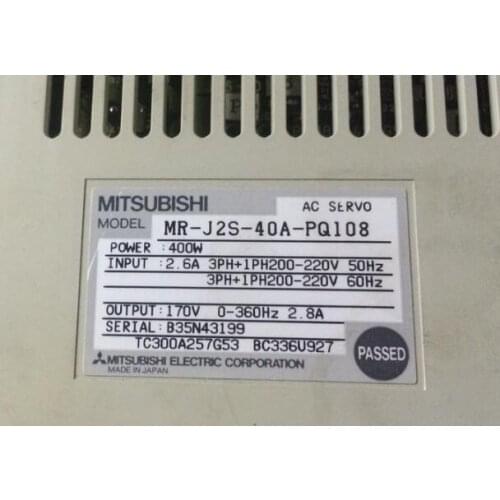 MITSUBISHI AC SERVO
MODEL MR-J2S-40A-PQ108
POWER :400W
INPUT :2.6A 3PH+1PH200-220V 50Hz
3PH+1PH200-220V 60Hz
OUTPUT:170V 0-360Hz 2.8A
SERIAL:B35N43199
TC300A257G53 BC336U927
MITSUBISHI ELECTRIC CORPORATION
MADE IN JAPAN
PASSED